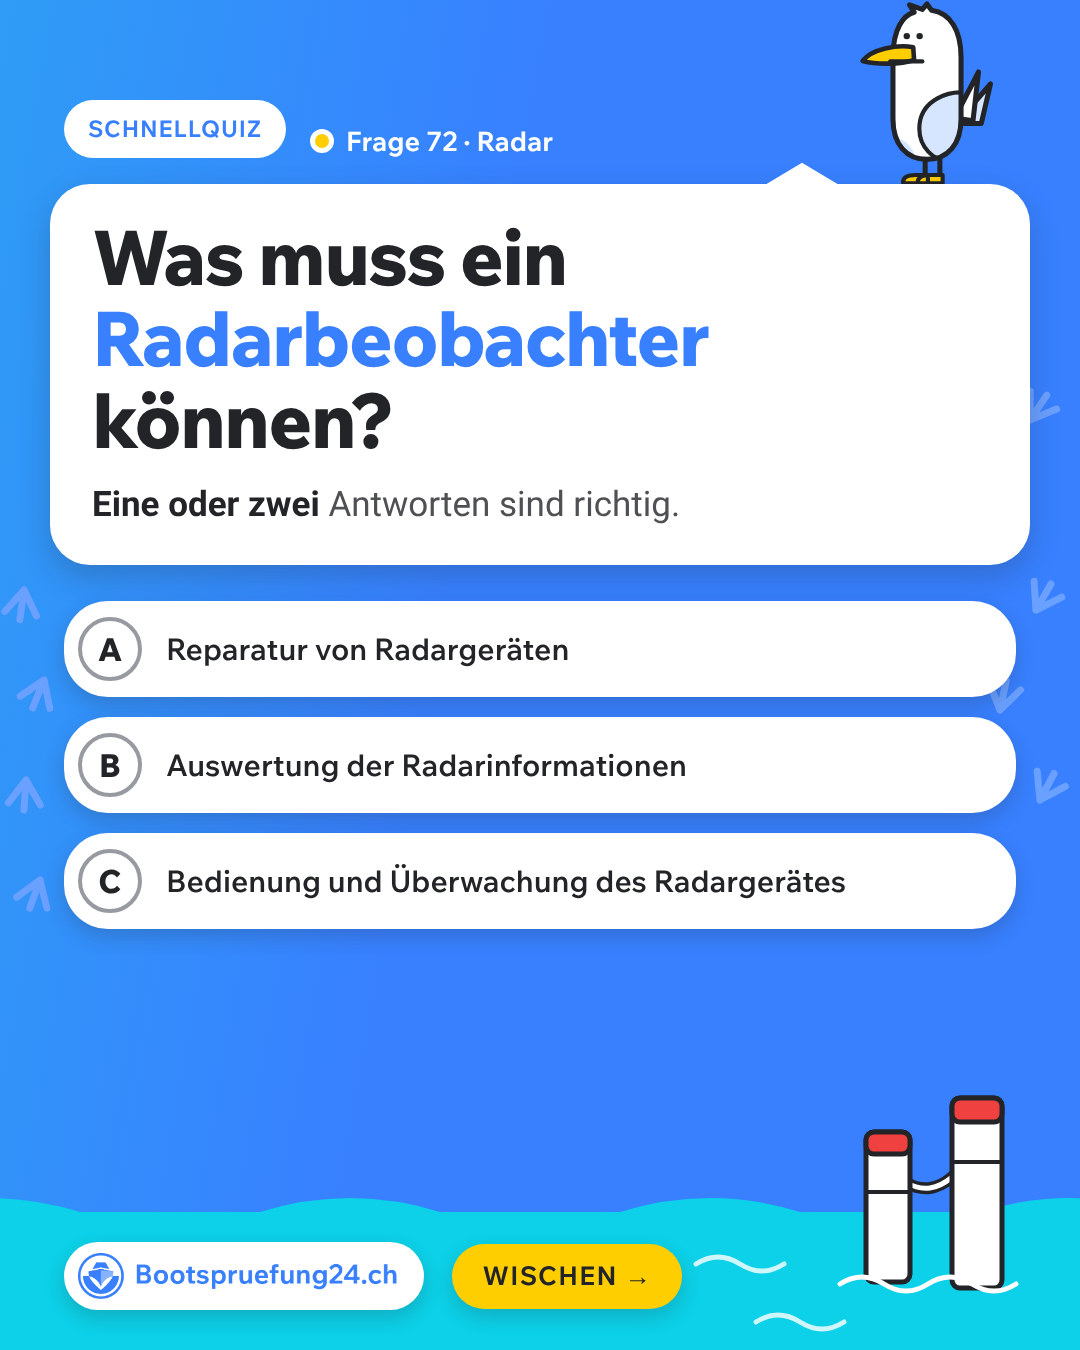 SCHNELLQUIZ
Frage 72 · Radar
Was muss ein
Radarbeobachter
können?
Eine oder zwei Antworten sind richtig.
A Reparatur von Radargeräten
B Auswertung der Radarinformationen
C Bedienung und Überwachung des Radargerätes
Bootspruefung24.ch
WISCHEN →